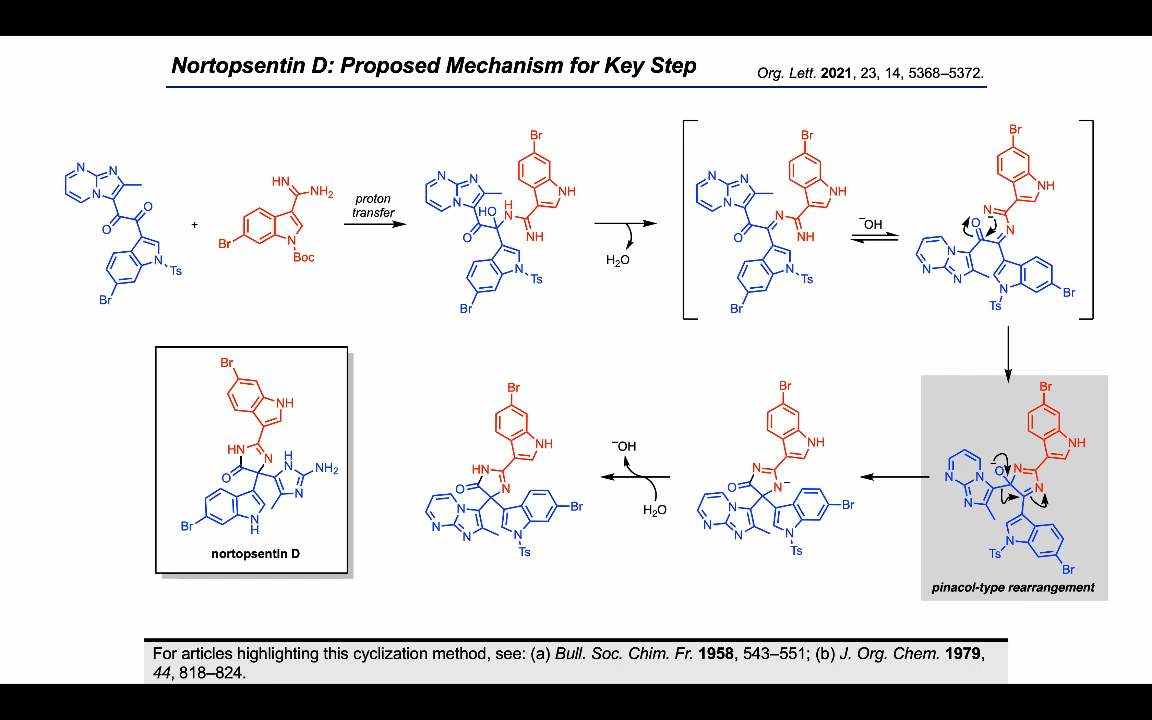 Nortopsentin D: Proposed Mechanism for Key Step
Org. Lett. 2021, 23, 14, 5368–5372.
N
N
N
O
O
N
Ts
Br
+
HN
NH2
Br
N
Boc
proton
transfer
Br
NH
N
N
N
HO
H
N
O
NH
N
Ts
Br
H2O
Br
NH
N
N
N
N
O
NH
N
Ts
Br
⁻OH
Br
NH
N
−
O
N
N
N
N
N
Ts
Br
Br
HN
NH
N
O
H
N
NH2
N
Br
N
H
nortopsentin D
Br
NH
HN
O
N
N
N
N
N
Ts
Br
⁻OH
H2O
Br
NH
N
O
N−
N
N
N
N
Ts
Br
Br
NH
−
O
N
N
N
N
N
N
Ts
Br
pinacol-type rearrangement
For articles highlighting this cyclization method, see: (a) Bull. Soc. Chim. Fr. 1958, 543–551; (b) J. Org. Chem. 1979,
44, 818–824.